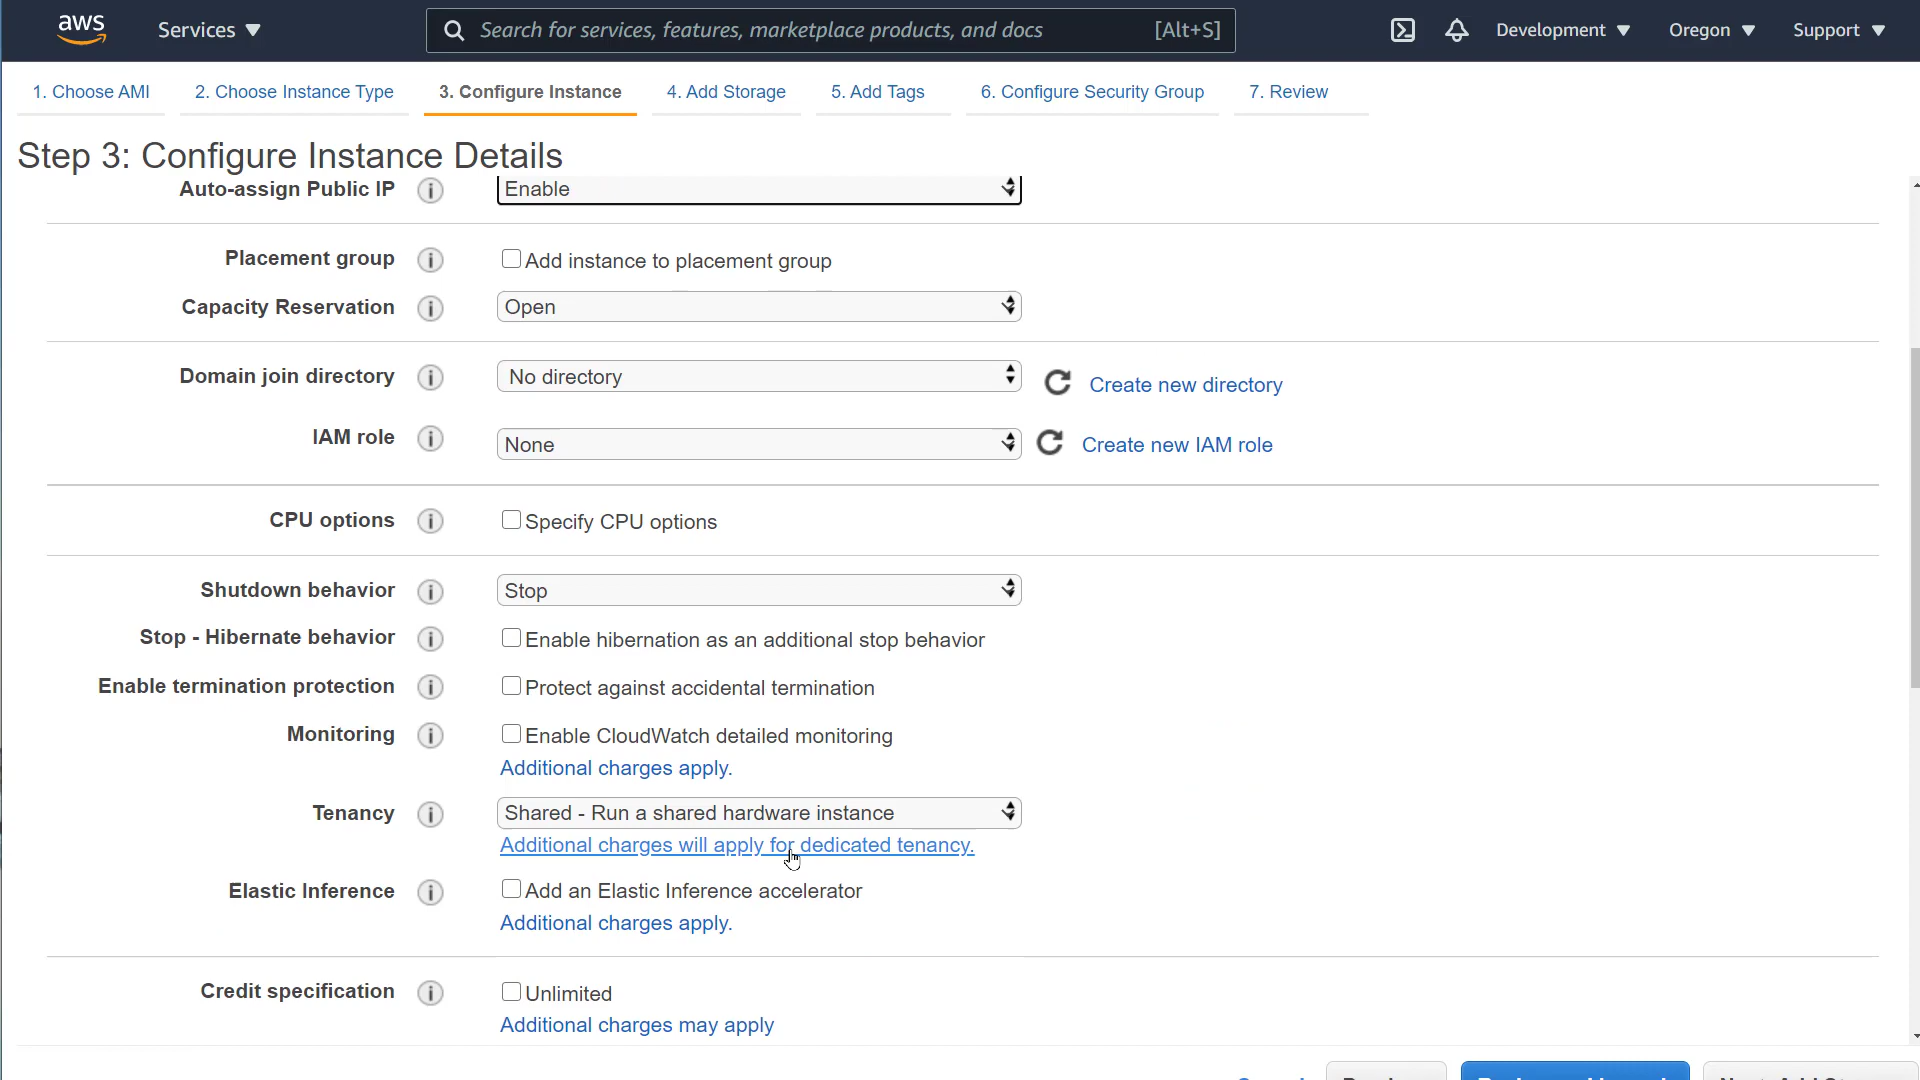 aws
Services
Search for services, features, marketplace products, and docs [Alt+S]
Development
Oregon
Support
1. Choose AMI
2. Choose Instance Type
3. Configure Instance
4. Add Storage
5. Add Tags
6. Configure Security Group
7. Review
Step 3: Configure Instance Details
Auto-assign Public IP i Enable
Placement group i Add instance to placement group
Capacity Reservation i Open
Domain join directory i No directory Create new directory
IAM role i None Create new IAM role
CPU options i Specify CPU options
Shutdown behavior i Stop
Stop - Hibernate behavior i Enable hibernation as an additional stop behavior
Enable termination protection i Protect against accidental termination
Monitoring i Enable CloudWatch detailed monitoring
Additional charges apply.
Tenancy i Shared - Run a shared hardware instance
Additional charges will apply for dedicated tenancy.
Elastic Inference i Add an Elastic Inference accelerator
Additional charges apply.
Credit specification i Unlimited
Additional charges may apply